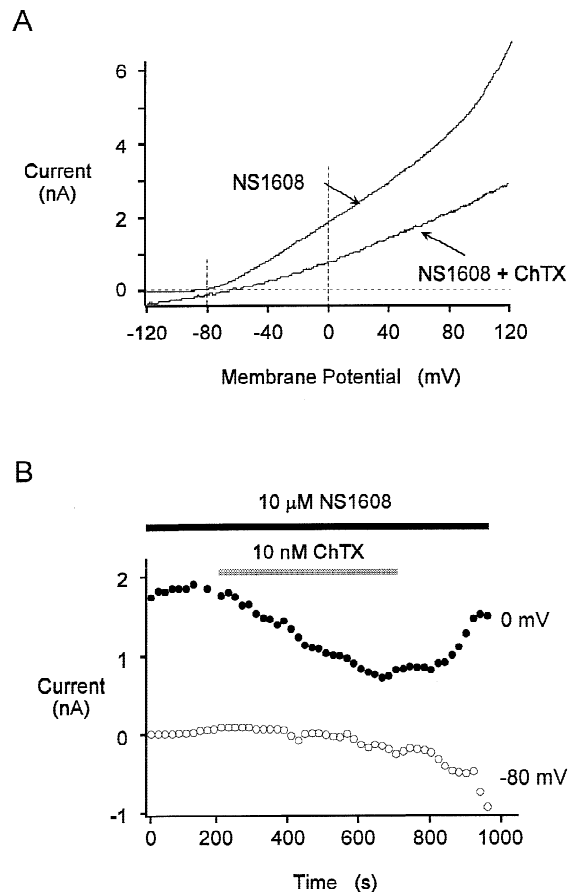 A
6
4
2
0
Current
(nA)
NS1608
NS1608 + ChTX
-120 -80 -40 0 40 80 120
Membrane Potential (mV)
B
10 μM NS1608
10 nM ChTX
2
1
0
-1
Current
(nA)
0 mV
-80 mV
0 200 400 600 800 1000
Time (s)